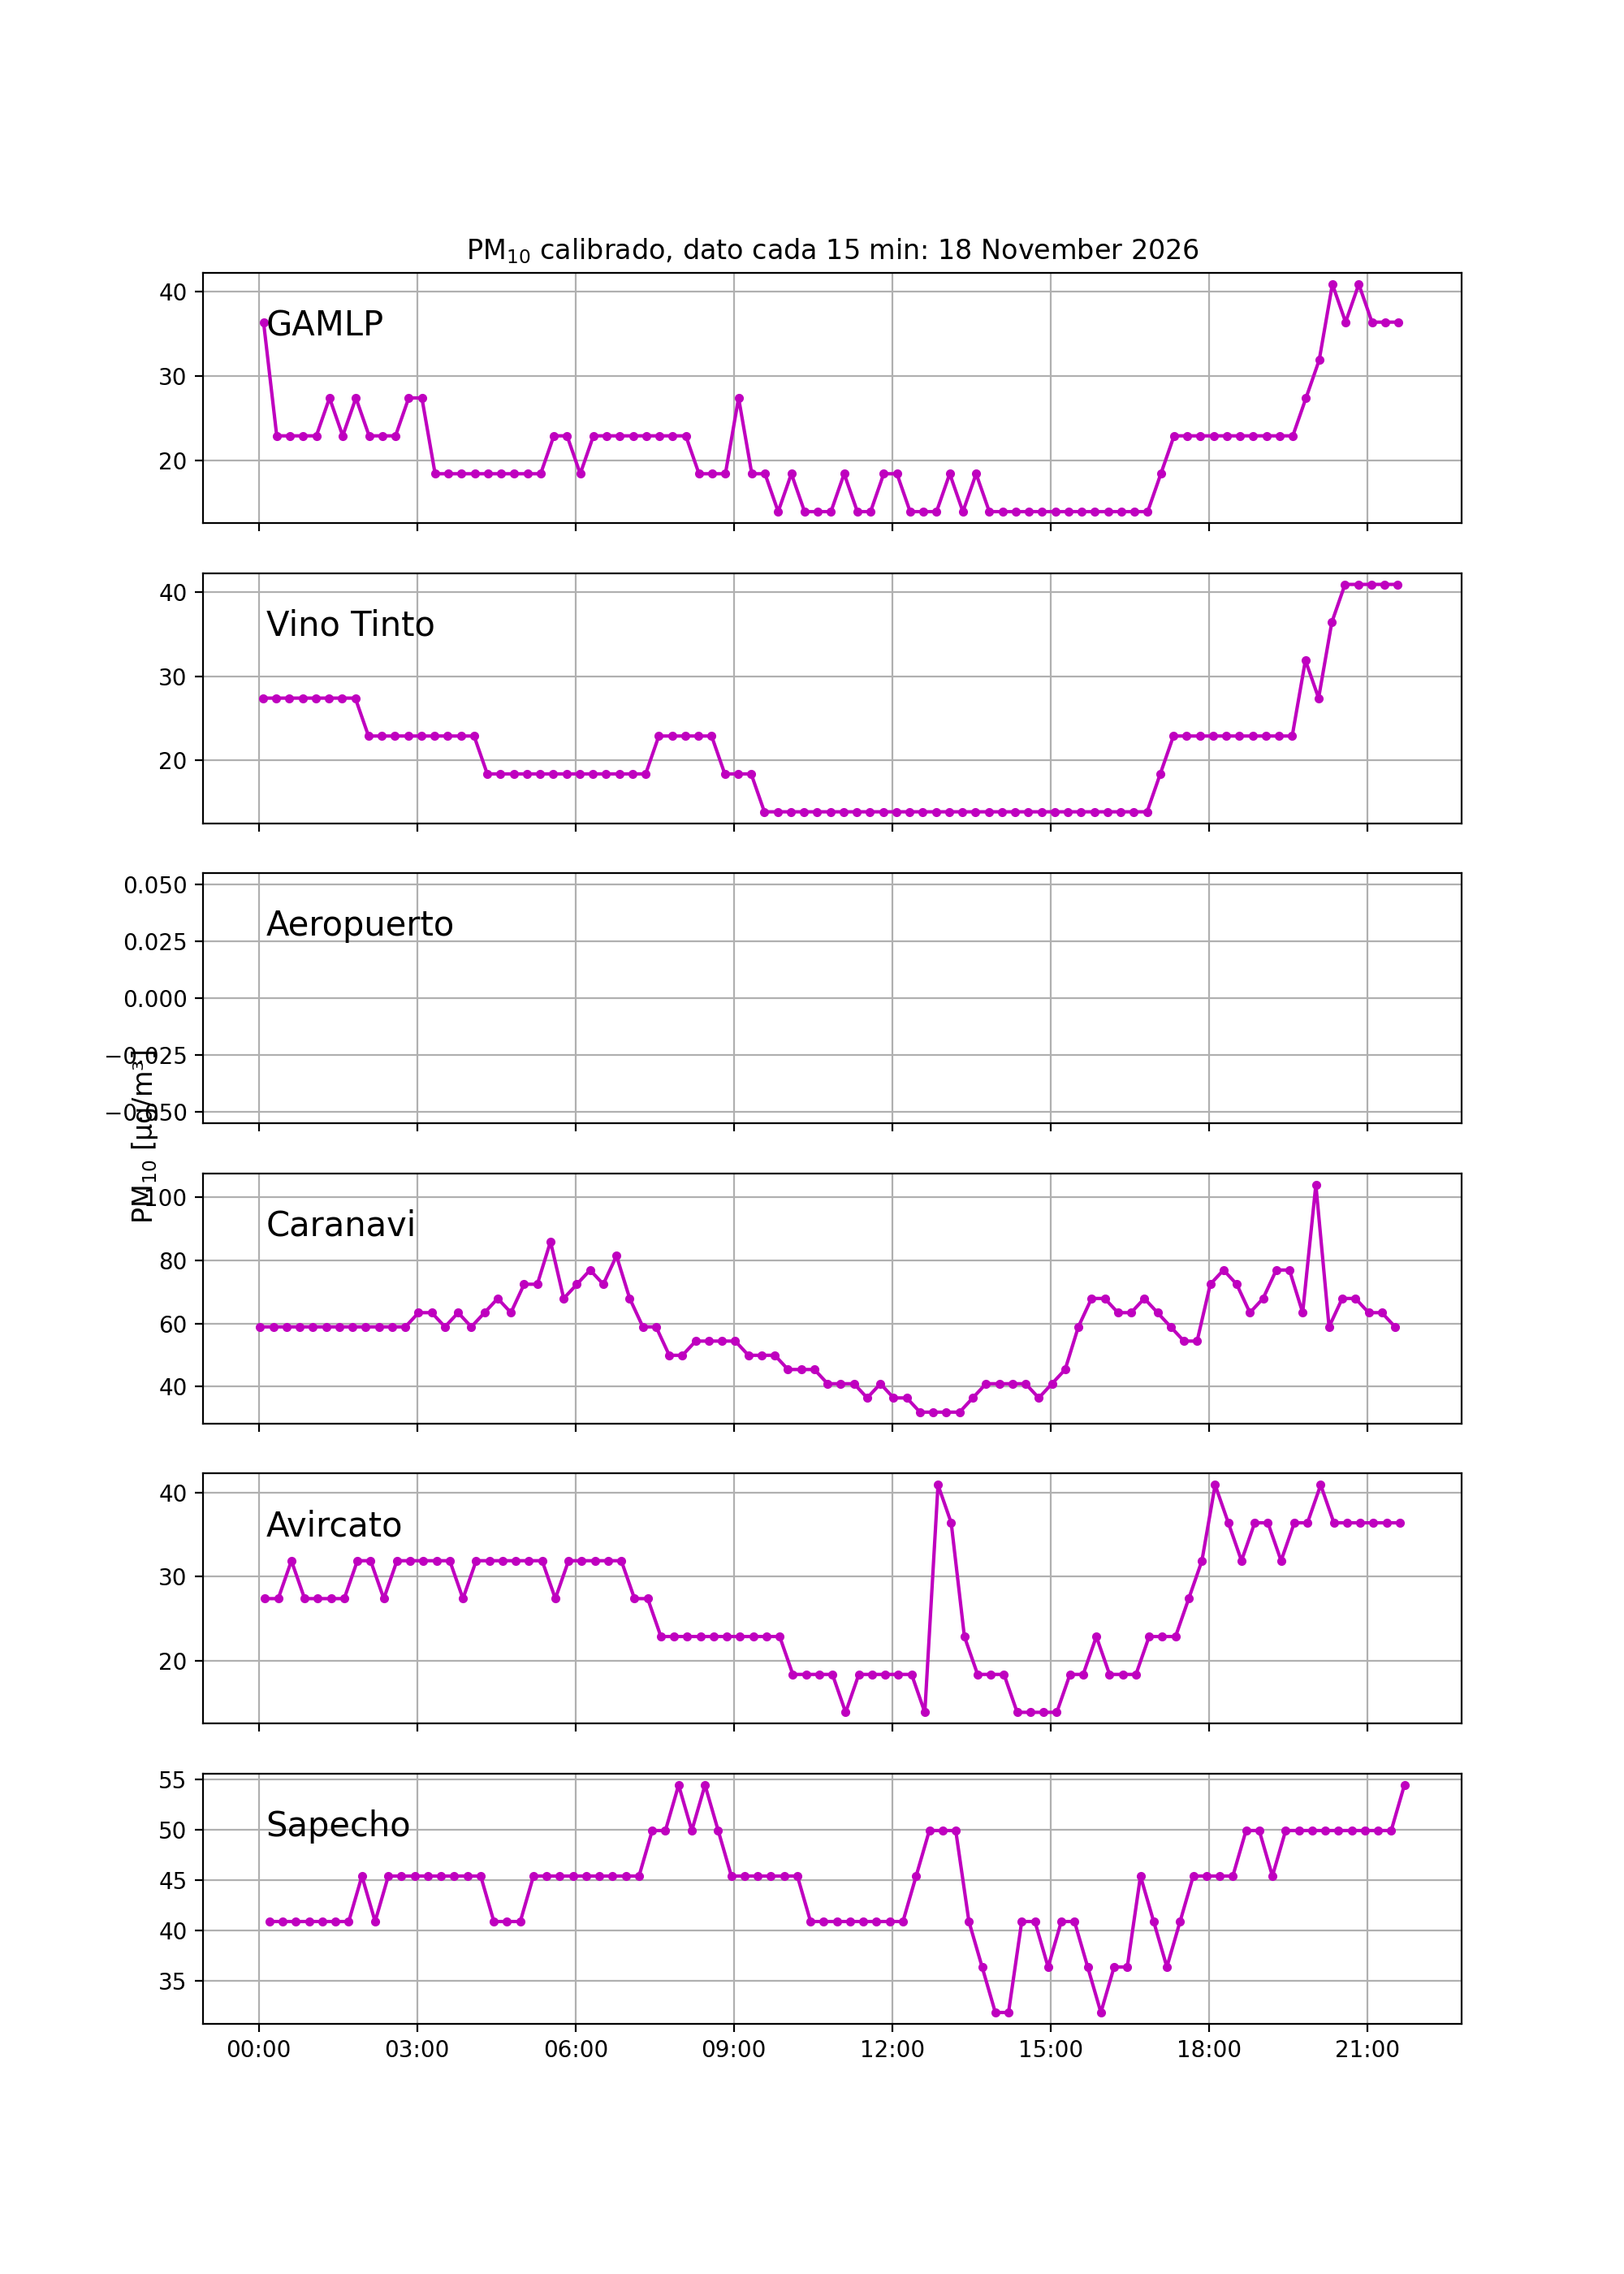 PM₁₀ calibrado, dato cada 15 min: 18 November 2026
40
GAMLP
30
20
40
Vino Tinto
30
20
0.050
Aeropuerto
0.025
0.000
−0.025
−0.050
PM₁₀ [μg/m³]
100
Caranavi
80
60
40
40
Avircato
30
20
55
Sapecho
50
45
40
35
00:00 03:00 06:00 09:00 12:00 15:00 18:00 21:00